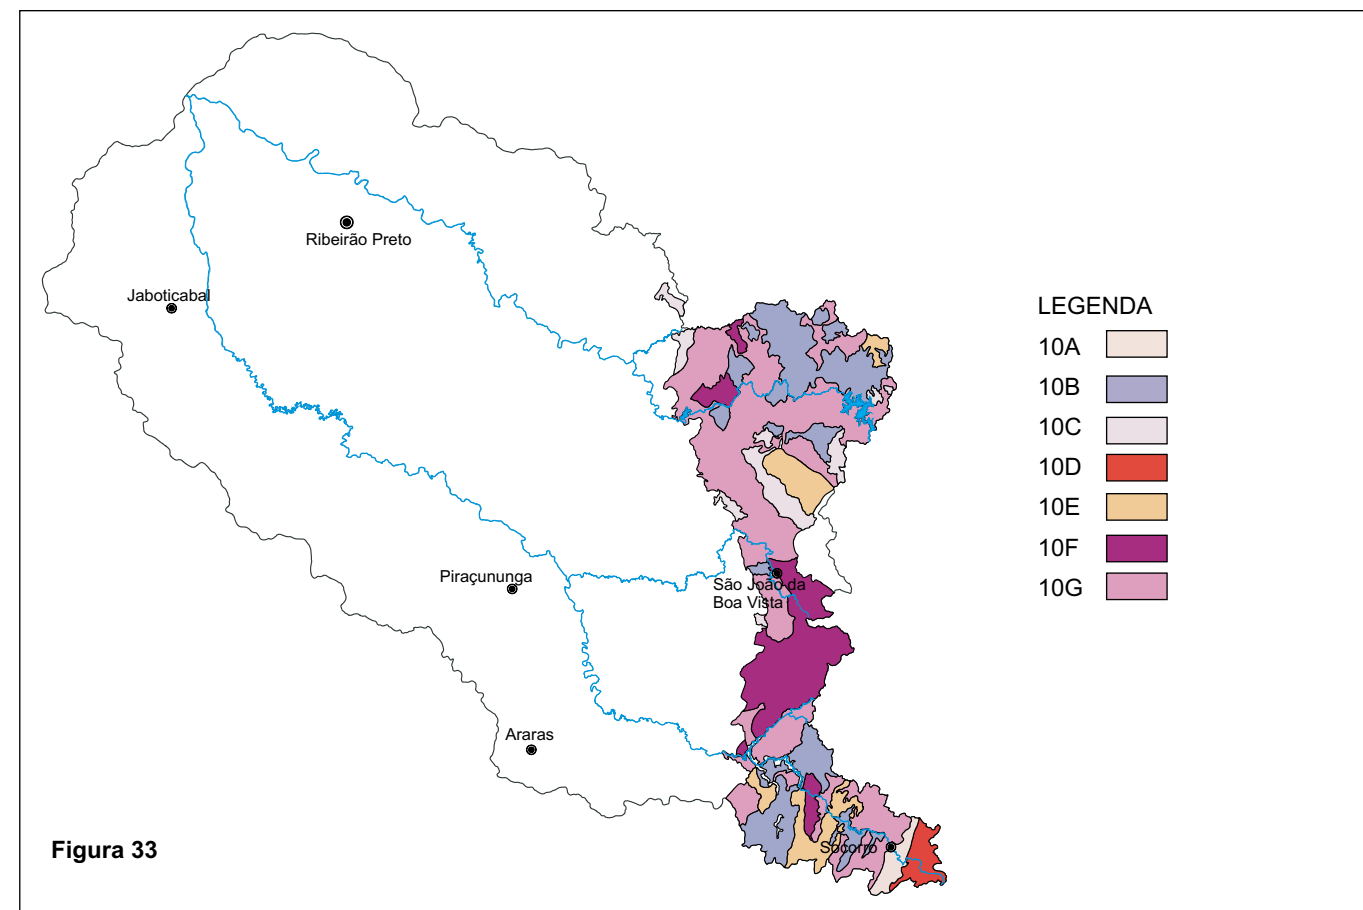 Ribeirão Preto
Jaboticabal
LEGENDA
10A
10B
10C
10D
10E
10F
10G
Piraçununga
São João da
Boa Vista
Araras
Socorro
Figura 33